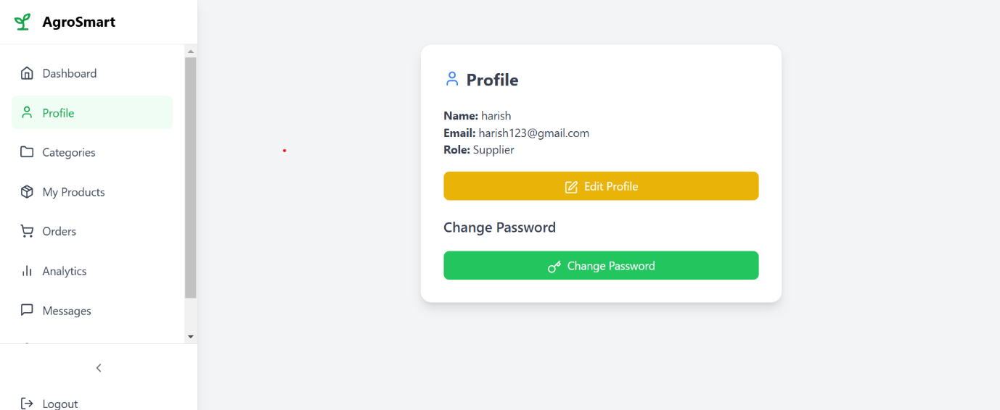 AgroSmart
Dashboard
Profile
Categories
My Products
Orders
Analytics
Messages
Logout
Profile
Name: harish
Email: harish123@gmail.com
Role: Supplier
Edit Profile
Change Password
Change Password